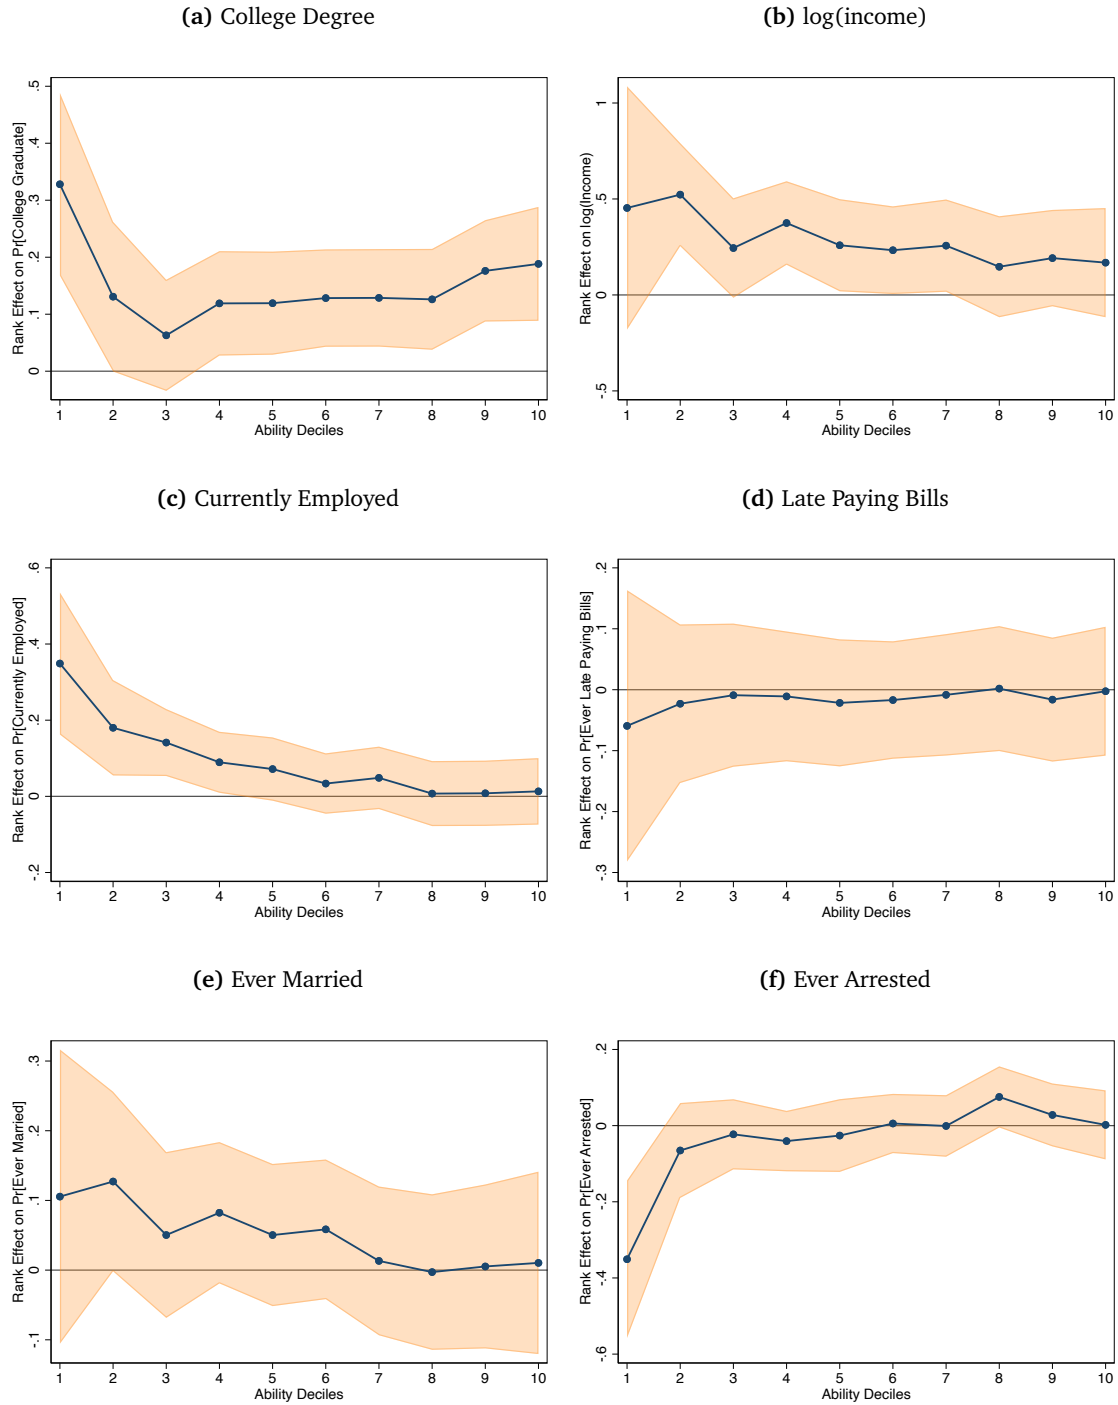 (a) College Degree
Rank Effect on Pr[College Graduate]
.5
.4
.3
.2
.1
0
1 2 3 4 5 6 7 8 9 10
Ability Deciles
(b) log(income)
Rank Effect on log(Income)
1
.5
0
-.5
1 2 3 4 5 6 7 8 9 10
Ability Deciles
(c) Currently Employed
Rank Effect on Pr[Currently Employed]
.6
.4
.2
0
-.2
1 2 3 4 5 6 7 8 9 10
Ability Deciles
(d) Late Paying Bills
Rank Effect on Pr[Ever Late Paying Bills]
.2
.1
0
-.1
-.2
-.3
1 2 3 4 5 6 7 8 9 10
Ability Deciles
(e) Ever Married
Rank Effect on Pr[Ever Married]
.3
.2
.1
0
-.1
1 2 3 4 5 6 7 8 9 10
Ability Deciles
(f) Ever Arrested
Rank Effect on Pr[Ever Arrested]
.2
0
-.2
-.4
-.6
1 2 3 4 5 6 7 8 9 10
Ability Deciles